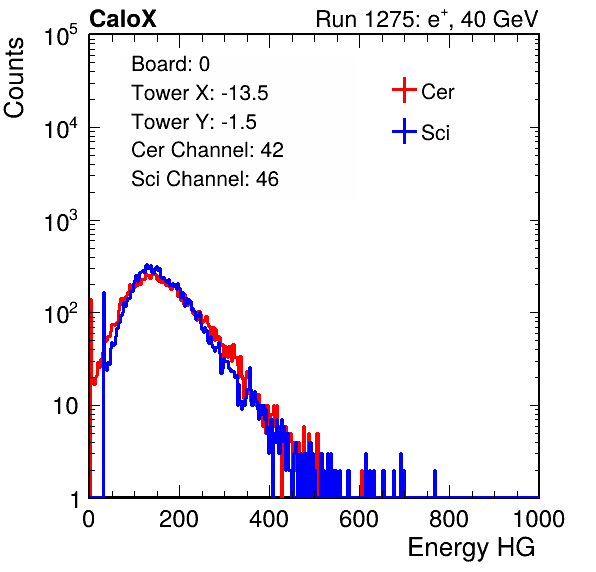 CaloX Run 1275: e⁺, 40 GeV
Counts
Board: 0
Tower X: -13.5
Tower Y: -1.5
Cer Channel: 42
Sci Channel: 46
Cer
Sci
10⁵
10⁴
10³
10²
10
1
0 200 400 600 800 1000
Energy HG